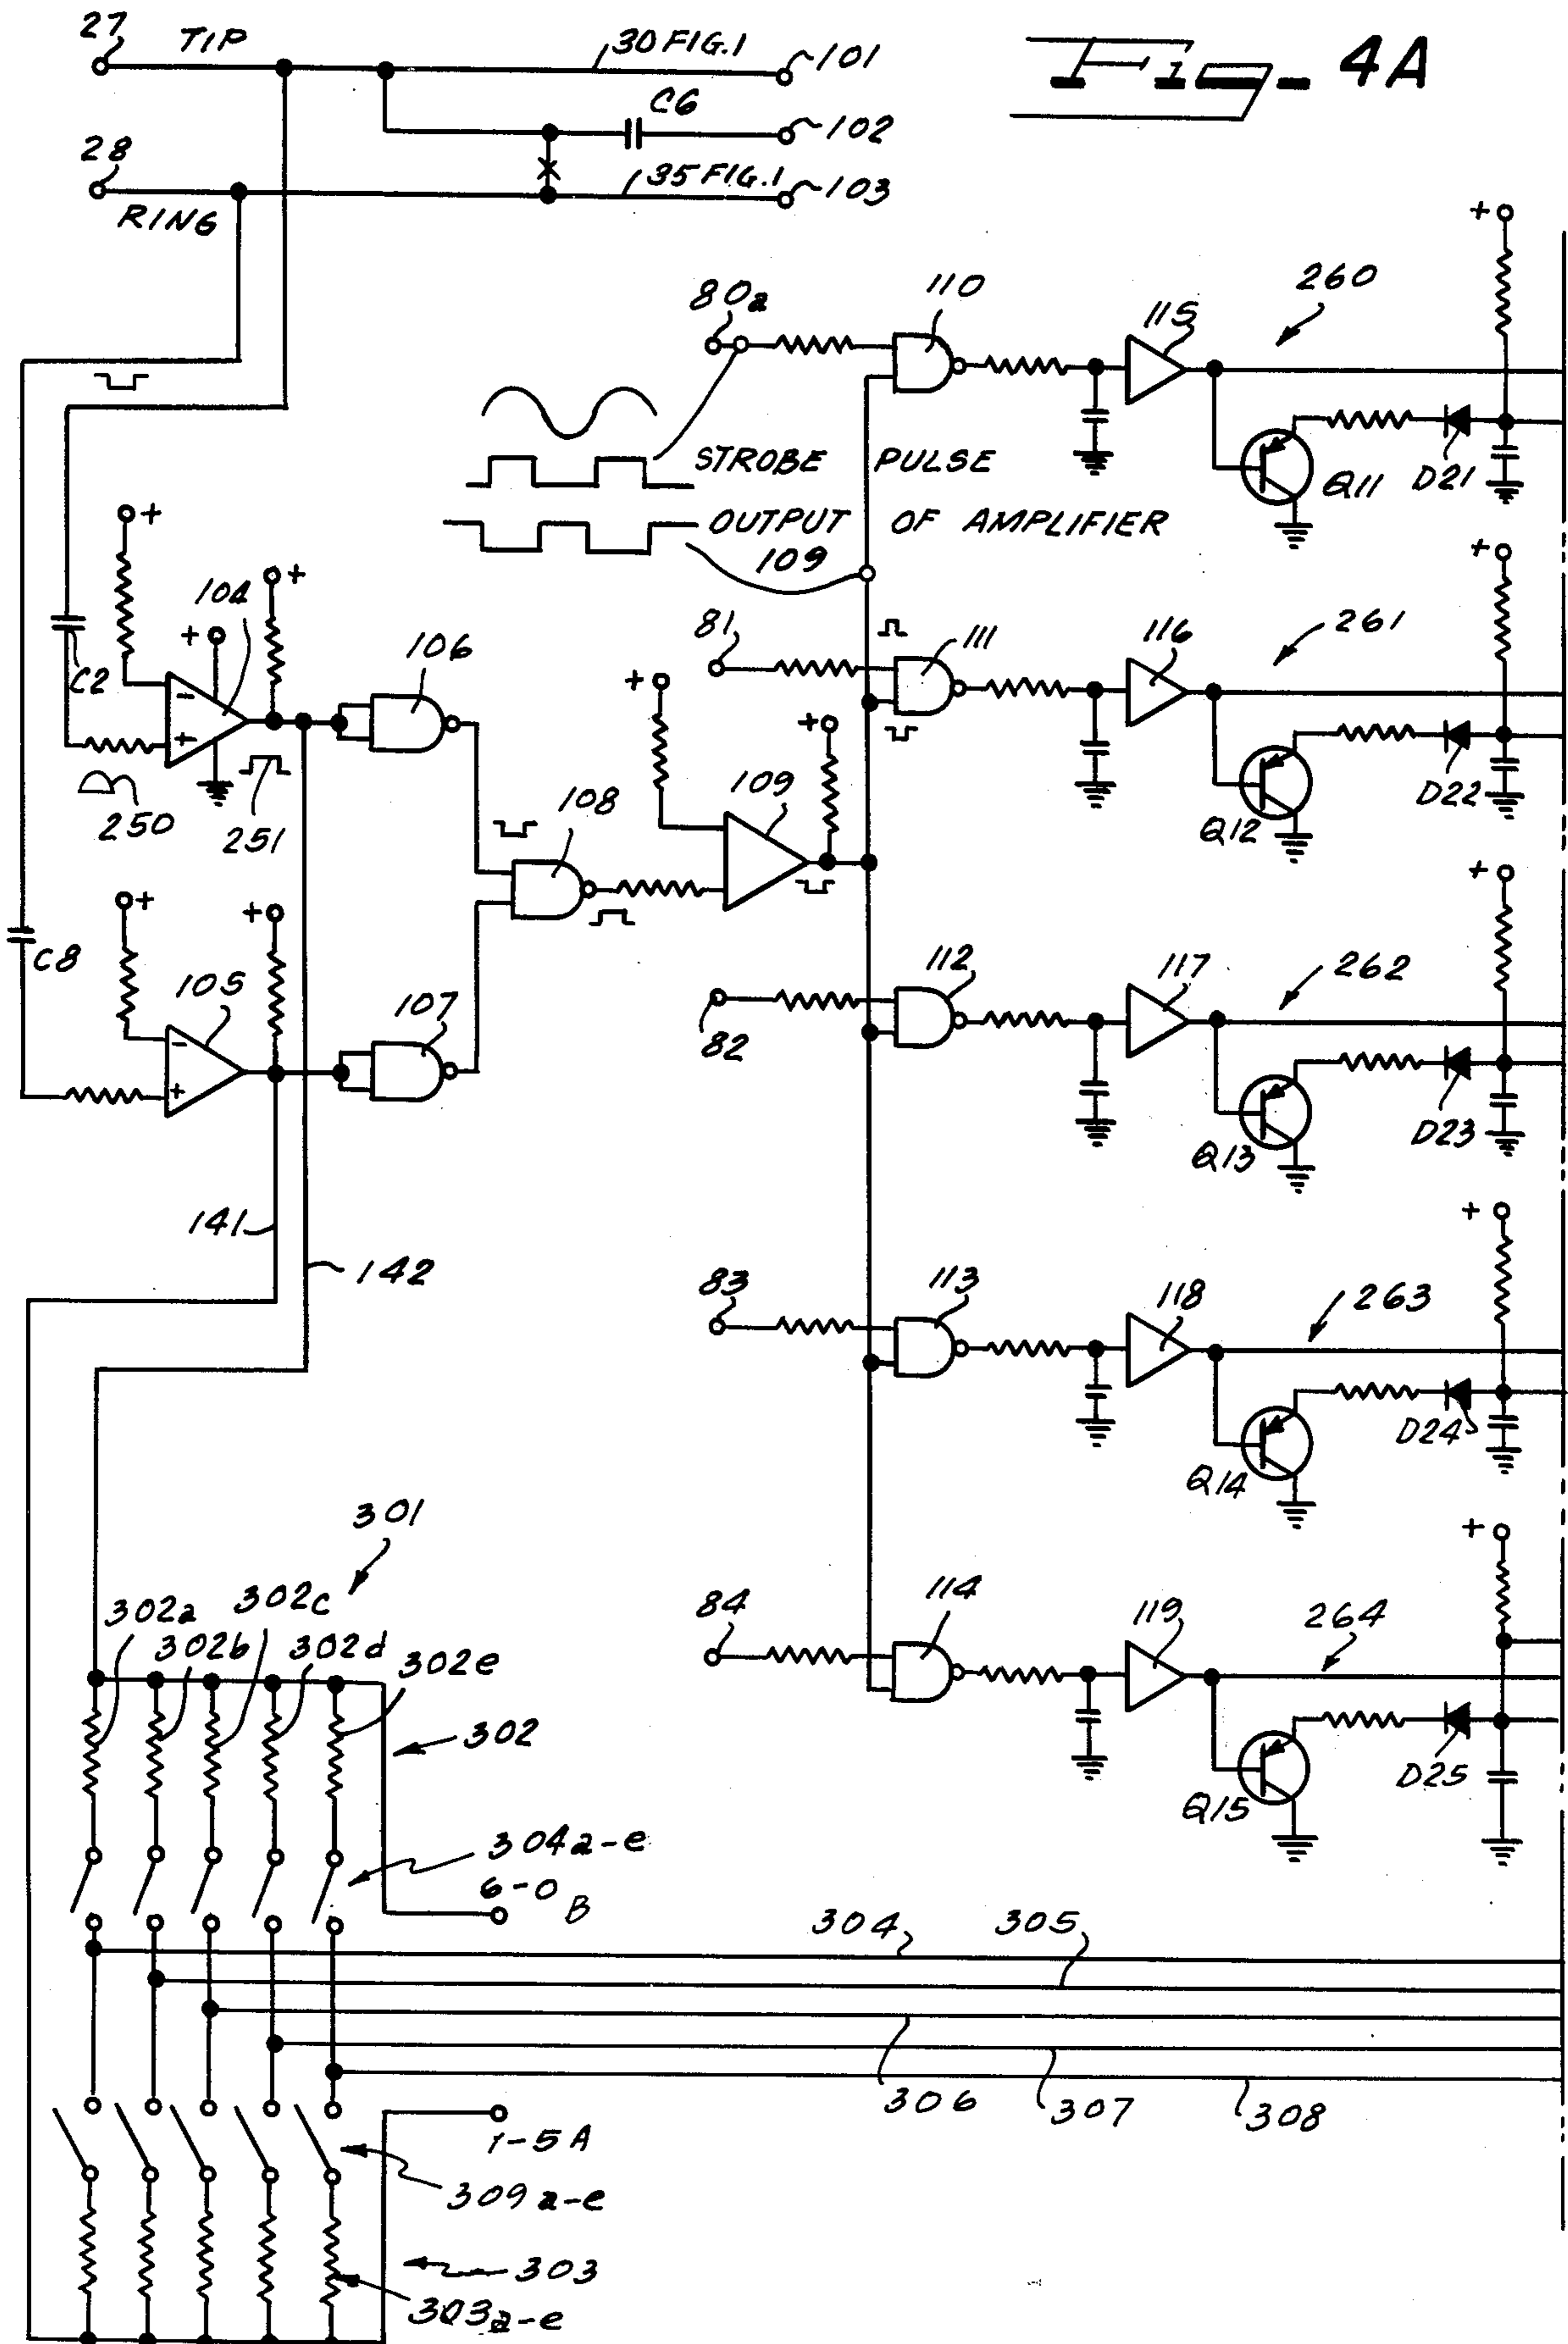 27
TIP
30 FIG.1
101
Fig- 4A
C6
102
28
35 FIG.1
103
RING
+
80a
110
115
260
STROBE PULSE
Q11
D21
OUTPUT OF AMPLIFIER
109
+
+
104
+
+
+
81
111
116
261
C2
106
+
-
+
+
D22
250
251
108
109
Q12
+
+
+
C8
105
107
112
117
262
-
+
82
Q13
D23
141
142
83
113
118
263
+
D24
Q14
301
+
302a
302b
302c
302d
302e
84
114
119
264
302
D25
Q15
304a-e
6-0 B
304
305
306
307
308
1-5A
309a-e
303
303a-e